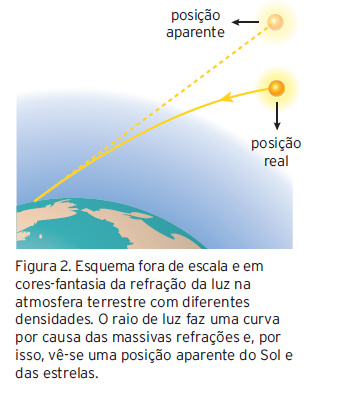 posição
aparente
posição
real
Figura 2. Esquema fora de escala e em
cores-fantasia da refração da luz na
atmosfera terrestre com diferentes
densidades. O raio de luz faz uma curva
por causa das massivas refrações e, por
isso, vê-se uma posição aparente do Sol e
das estrelas.